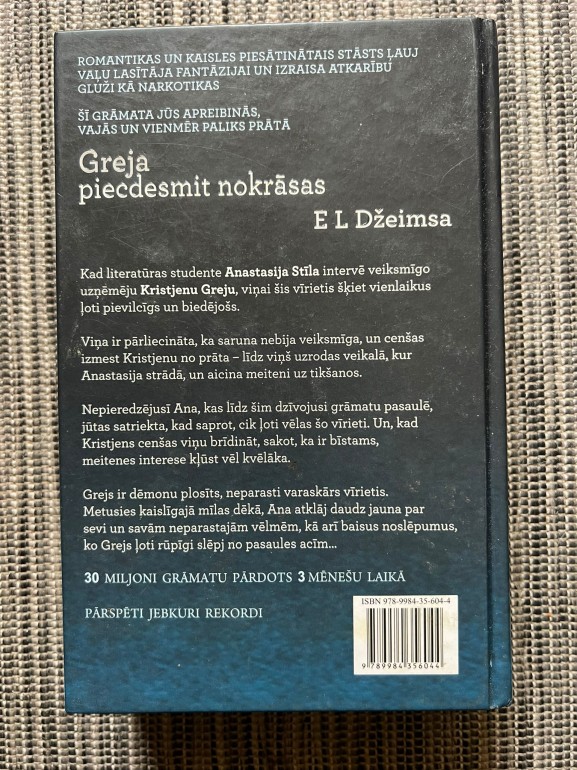 ROMANTIKAS UN KAISLES PIESĀTINĀTAIS STĀSTS ĻAUJ
VAĻU LASĪTĀJA FANTĀZIJAI UN IZRAISA ATKARĪBU
GLUŽI KĀ NARKOTIKAS
ŠĪ GRĀMATA JŪS APREIBINĀS,
VAJĀS UN VIENMĒR PALIKS PRĀTĀ
Greja
piecdesmit nokrāsas
E L Džeimsa
Kad literatūras studente Anastasija Stīla intervē veiksmīgo
uzņēmēju Kristjenu Greju, viņai šis vīrietis šķiet vienlaikus
ļoti pievilcīgs un biedējošs.
Viņa ir pārliecināta, ka saruna nebija veiksmīga, un cenšas
izmest Kristjenu no prāta – līdz viņš uzrodas veikalā, kur
Anastasija strādā, un aicina meiteni uz tikšanos.
Nepieredzējusī Ana, kas līdz šim dzīvojusi grāmatu pasaulē,
jūtas satriekta, kad saprot, cik ļoti vēlas šo vīrieti. Un, kad
Kristjens cenšas viņu brīdināt, sakot, ka ir bīstams,
meitenes interese kļūst vēl kvēlāka.
Grejs ir dēmonu plosīts, neparasti varaskārs vīrietis.
Metusies kaislīgajā mīlas dēkā, Ana atklāj daudz jauna par
sevi un savām neparastajām vēlmēm, kā arī baisus noslēpumus,
ko Grejs ļoti rūpīgi slēpj no pasaules acīm...
30 MILJONI GRĀMATU PĀRDOTS 3 MĒNEŠU LAIKĀ
PĀRSPĒTI JEBKURI REKORDI
ISBN 978-9984-35-604-4
9 789984 356044